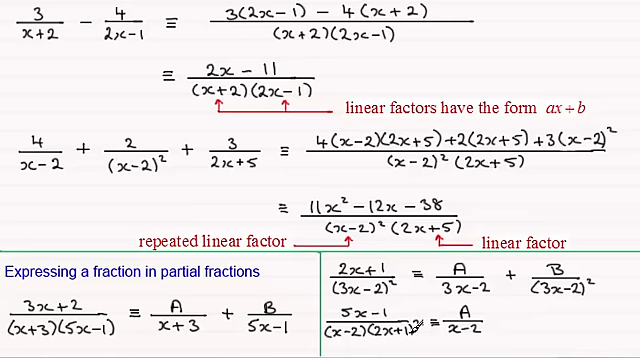 3/(x+2) − 4/(2x−1) ≡ (3(2x−1) − 4(x+2))/((x+2)(2x−1))
≡ (2x − 11)/((x+2)(2x−1))
linear factors have the form ax+b
4/(x−2) + 2/(x−2)² + 3/(2x+5) ≡ (4(x−2)(2x+5)+2(2x+5)+3(x−2)²)/((x−2)²(2x+5))
≡ (11x² −12x −38)/((x−2)²(2x+5))
repeated linear factor
linear factor
Expressing a fraction in partial fractions
(3x+2)/((x+3)(5x−1)) ≡ A/(x+3) + B/(5x−1)
(2x+1)/(3x−2)² ≡ A/(3x−2) + B/(3x−2)²
(5x−1)/((x−2)(2x+1)²) ≡ A/(x−2)